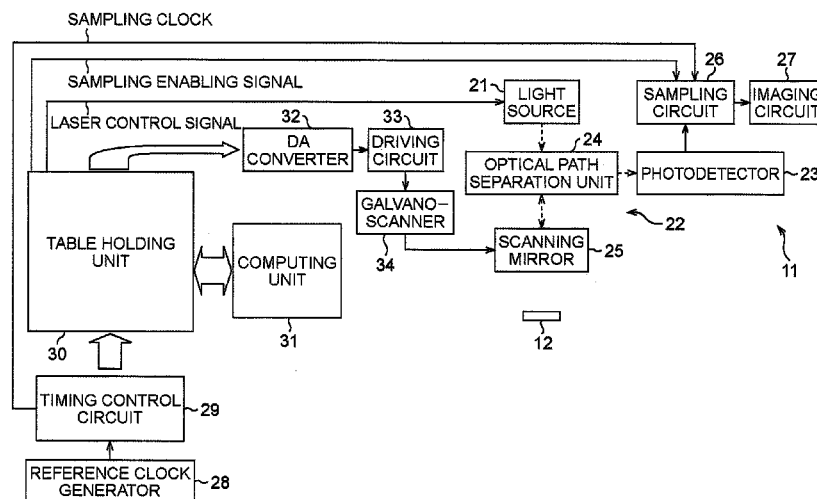 SAMPLING CLOCK
SAMPLING ENABLING SIGNAL
LASER CONTROL SIGNAL
21
LIGHT
SOURCE
26
SAMPLING
CIRCUIT
27
IMAGING
CIRCUIT
32
DA
CONVERTER
33
DRIVING
CIRCUIT
24
OPTICAL PATH
SEPARATION UNIT
PHOTODETECTOR
23
GALVANO–
SCANNER
34
22
11
SCANNING
MIRROR
25
TABLE HOLDING
UNIT
30
COMPUTING
UNIT
31
12
TIMING CONTROL
CIRCUIT
29
REFERENCE CLOCK
GENERATOR
28